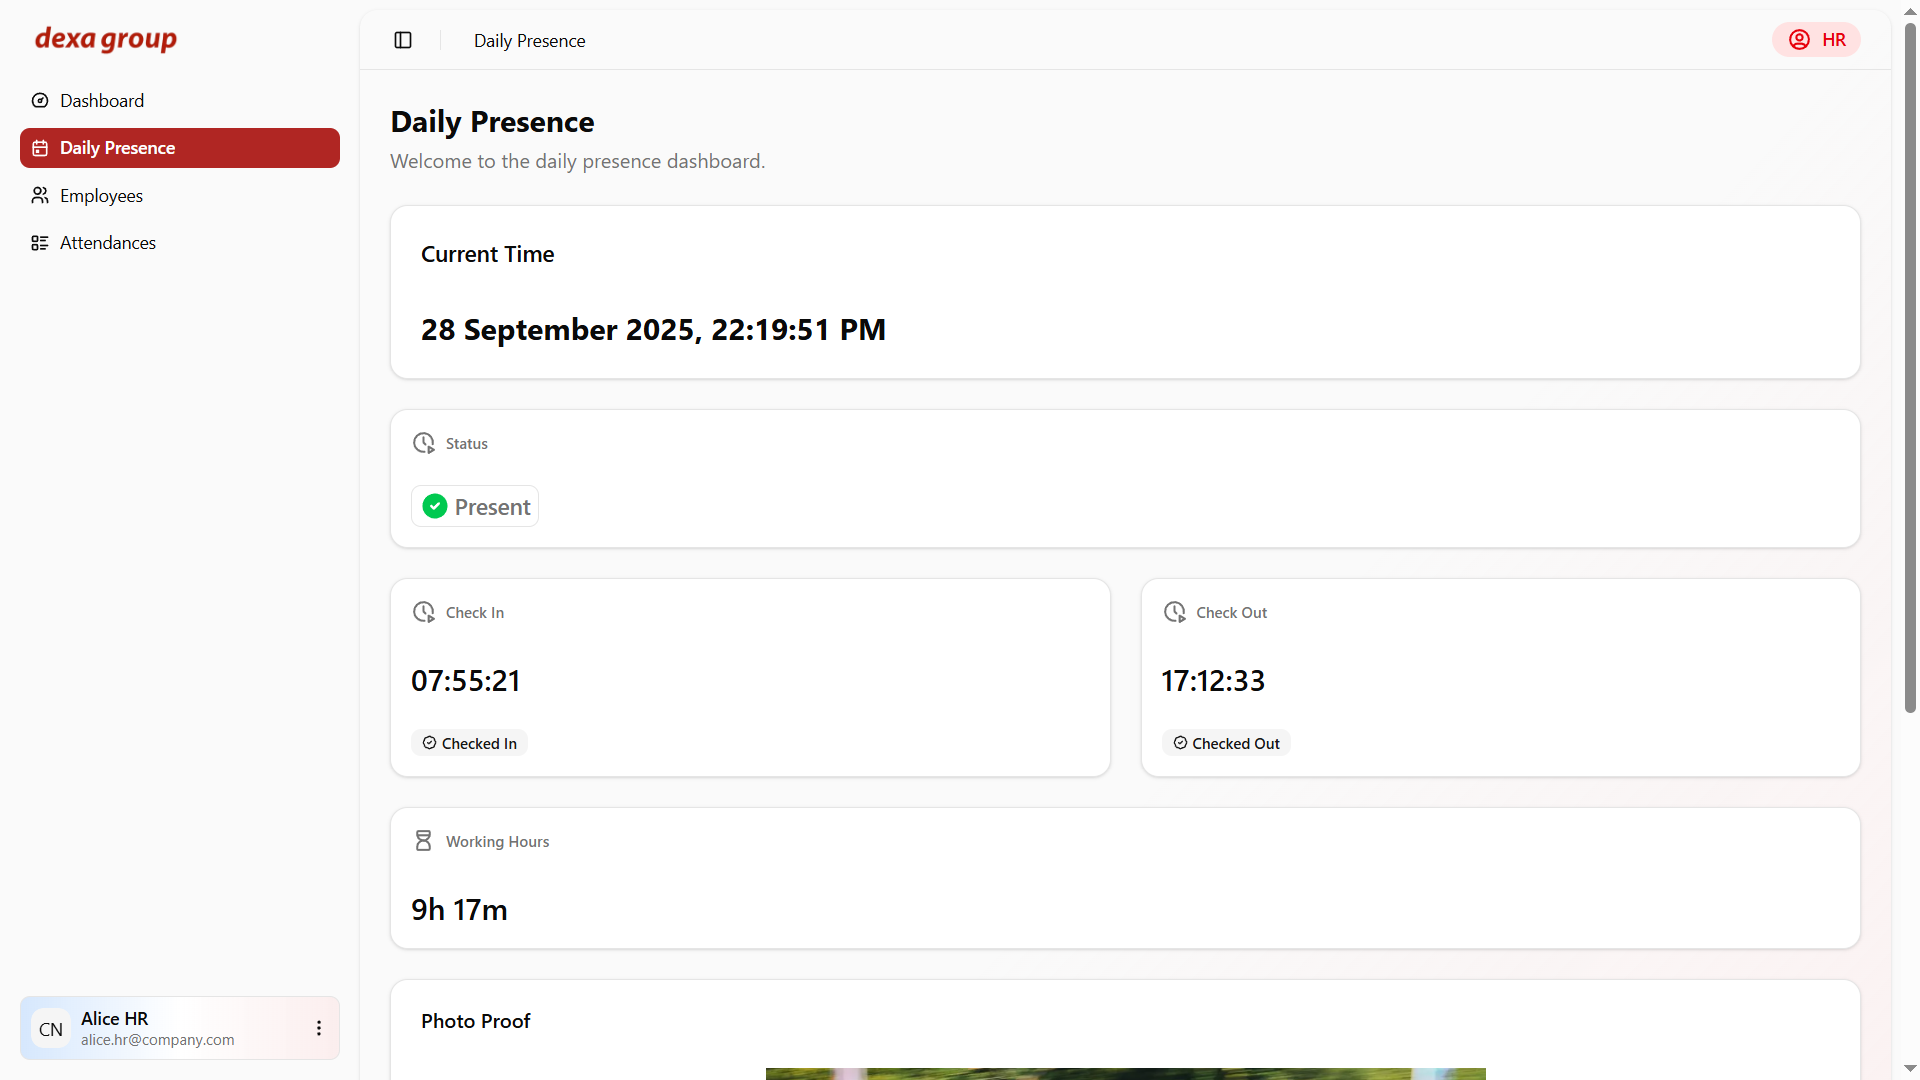 dexa group
Dashboard
Daily Presence
Employees
Attendances
CN
Alice HR
alice.hr@company.com
Daily Presence
HR
Daily Presence
Welcome to the daily presence dashboard.
Current Time
28 September 2025, 22:19:51 PM
Status
Present
Check In
07:55:21
Checked In
Check Out
17:12:33
Checked Out
Working Hours
9h 17m
Photo Proof